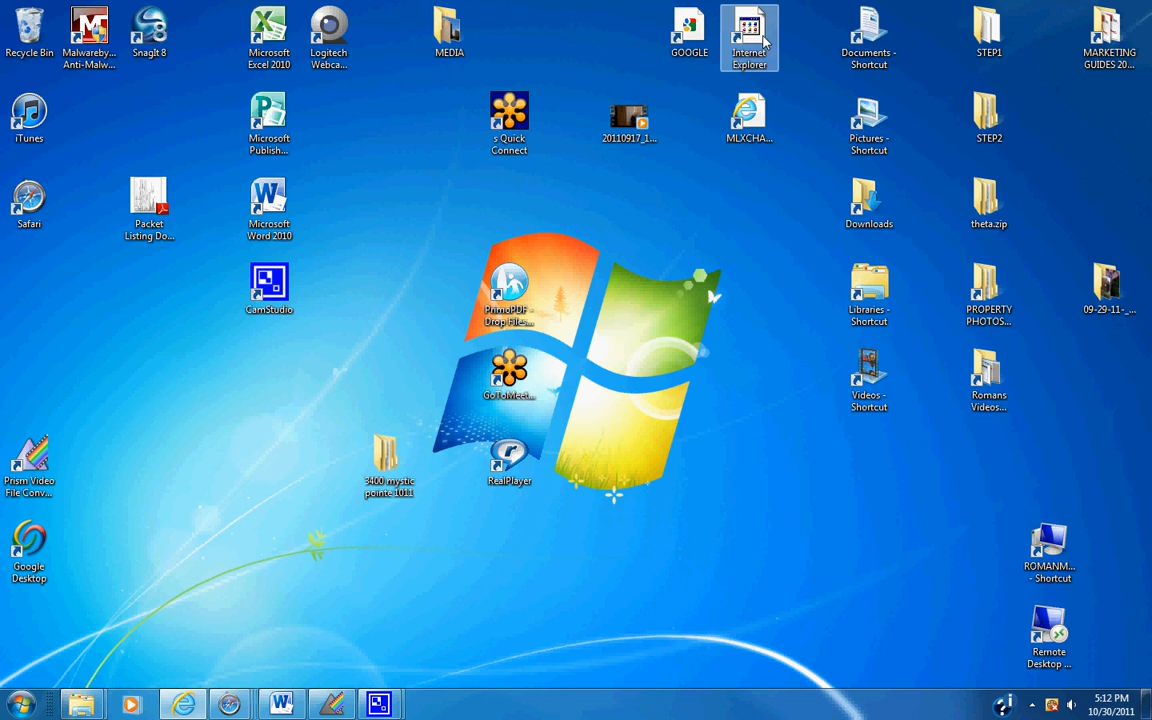 Recycle Bin
Malwareby...
Anti-Malw...
SnagIt 8
Microsoft
Excel 2010
Logitech
Webca...
MEDIA
GOOGLE
Internet
Explorer
Documents -
Shortcut
STEP1
MARKETING
GUIDES 20...
iTunes
Microsoft
Publish...
s Quick
Connect
20110917_1...
MLXCHA...
Pictures -
Shortcut
STEP2
Safari
Packet
Listing Do...
Microsoft
Word 2010
Downloads
theta.zip
CamStudio
PrimoPDF -
Drop Files...
Libraries -
Shortcut
PROPERTY
PHOTOS...
09-29-11-_...
GoToMeet...
Videos -
Shortcut
Romans
Videos...
Prism Video
File Conv...
3400 mystic
pointe 1011
RealPlayer
Google
Desktop
ROMANM...
- Shortcut
Remote
Desktop ...
5:12 PM
10/30/2011